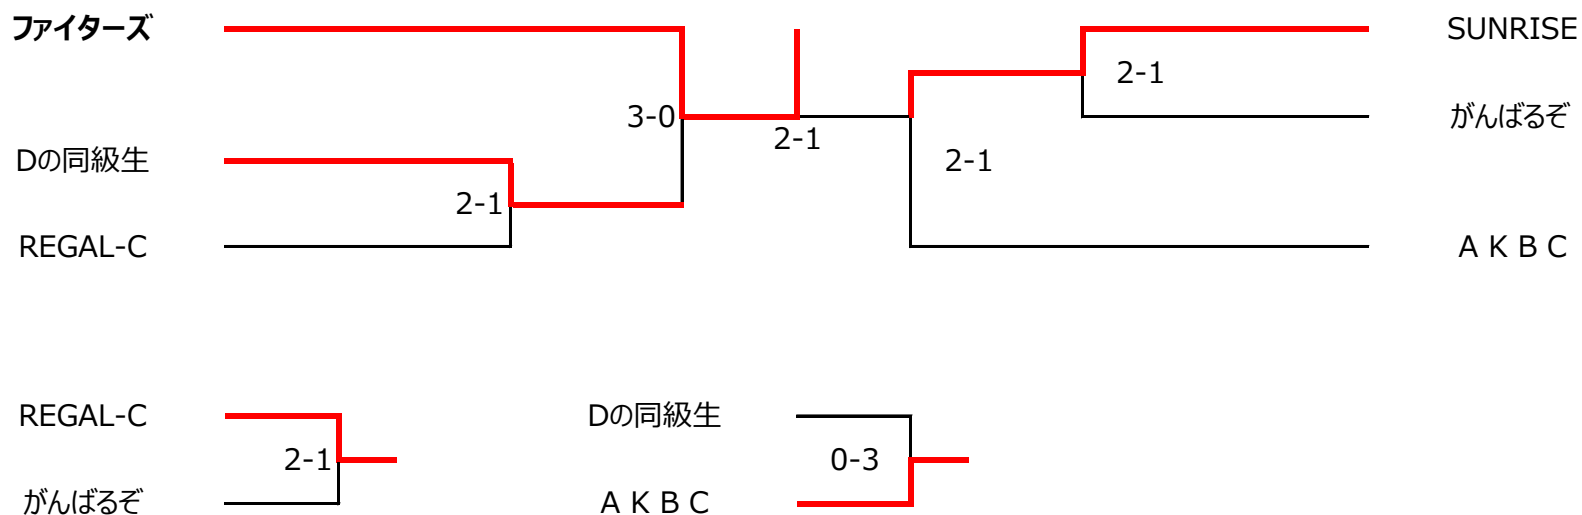 ファイターズ
SUNRISE
2-1
3-0
がんばるぞ
2-1
Dの同級生
2-1
2-1
REGAL-C
ＡＫＢＣ
REGAL-C
Dの同級生
2-1
0-3
がんばるぞ
ＡＫＢＣ